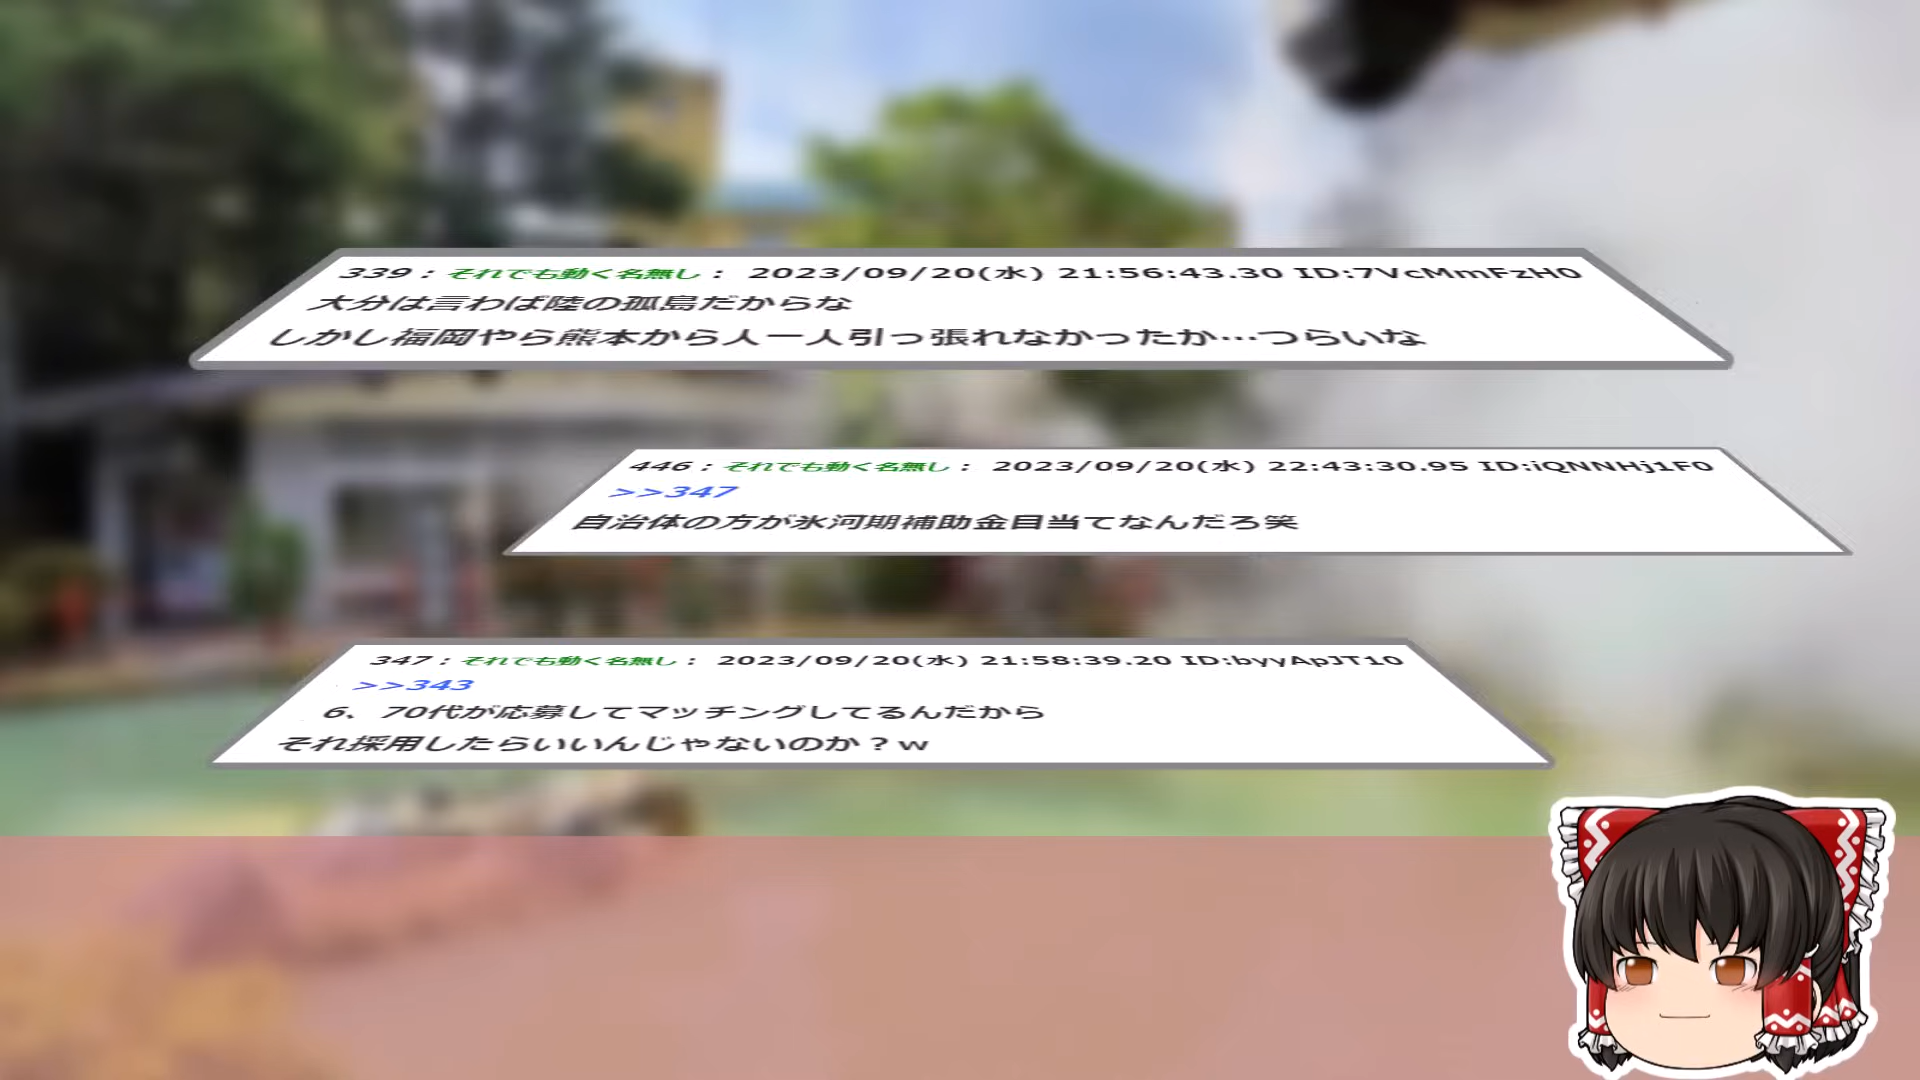 339 : それでも動く名無し : 2023/09/20(水) 21:56:43.30 ID:7VcMmFzH0
大分は言わば陸の孤島だからな
しかし福岡やら熊本から人一人引っ張れなかったか…つらいな
446 : それでも動く名無し : 2023/09/20(水) 22:43:30.95 ID:iQNNHj1F0
>>347
自治体の方が氷河期補助金目当てなんだろ笑
347 : それでも動く名無し : 2023/09/20(水) 21:58:39.20 ID:byyApJT10
>>343
6、70代が応募してマッチングしてるんだから
それ採用したらいいんじゃないのか？w